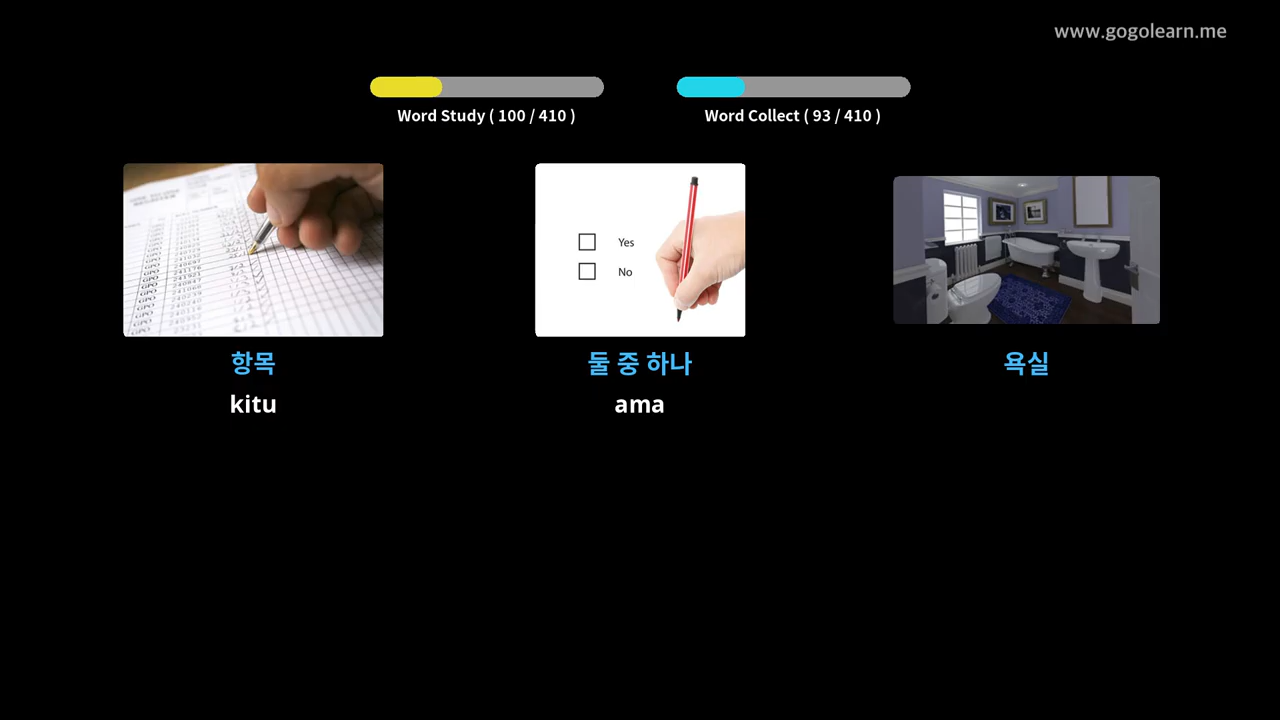 www.gogolearn.me
Word Study ( 100 / 410 )
Word Collect ( 93 / 410 )
Yes
No
항목
둘 중 하나
욕실
kitu
ama